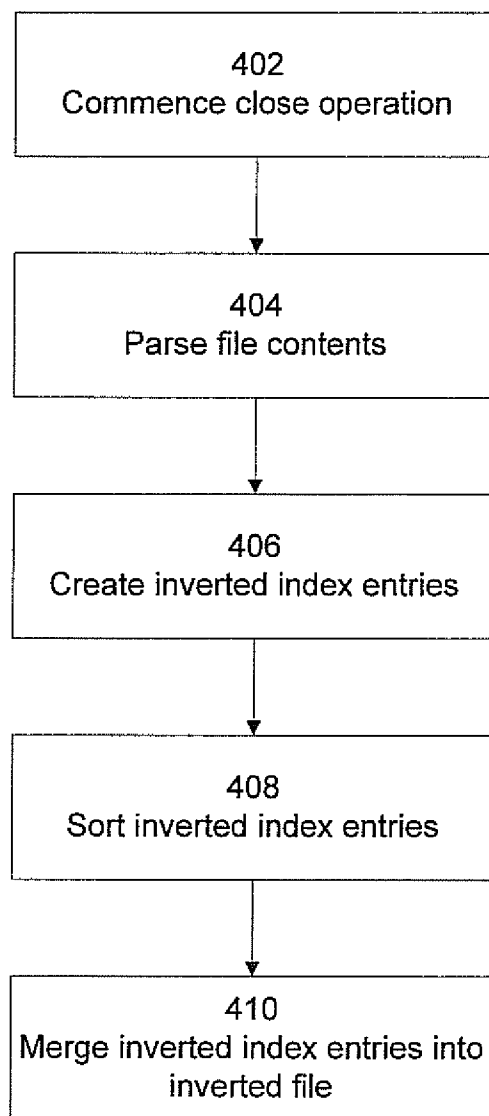 402
Commence close operation
404
Parse file contents
406
Create inverted index entries
408
Sort inverted index entries
410
Merge inverted index entries into
inverted file